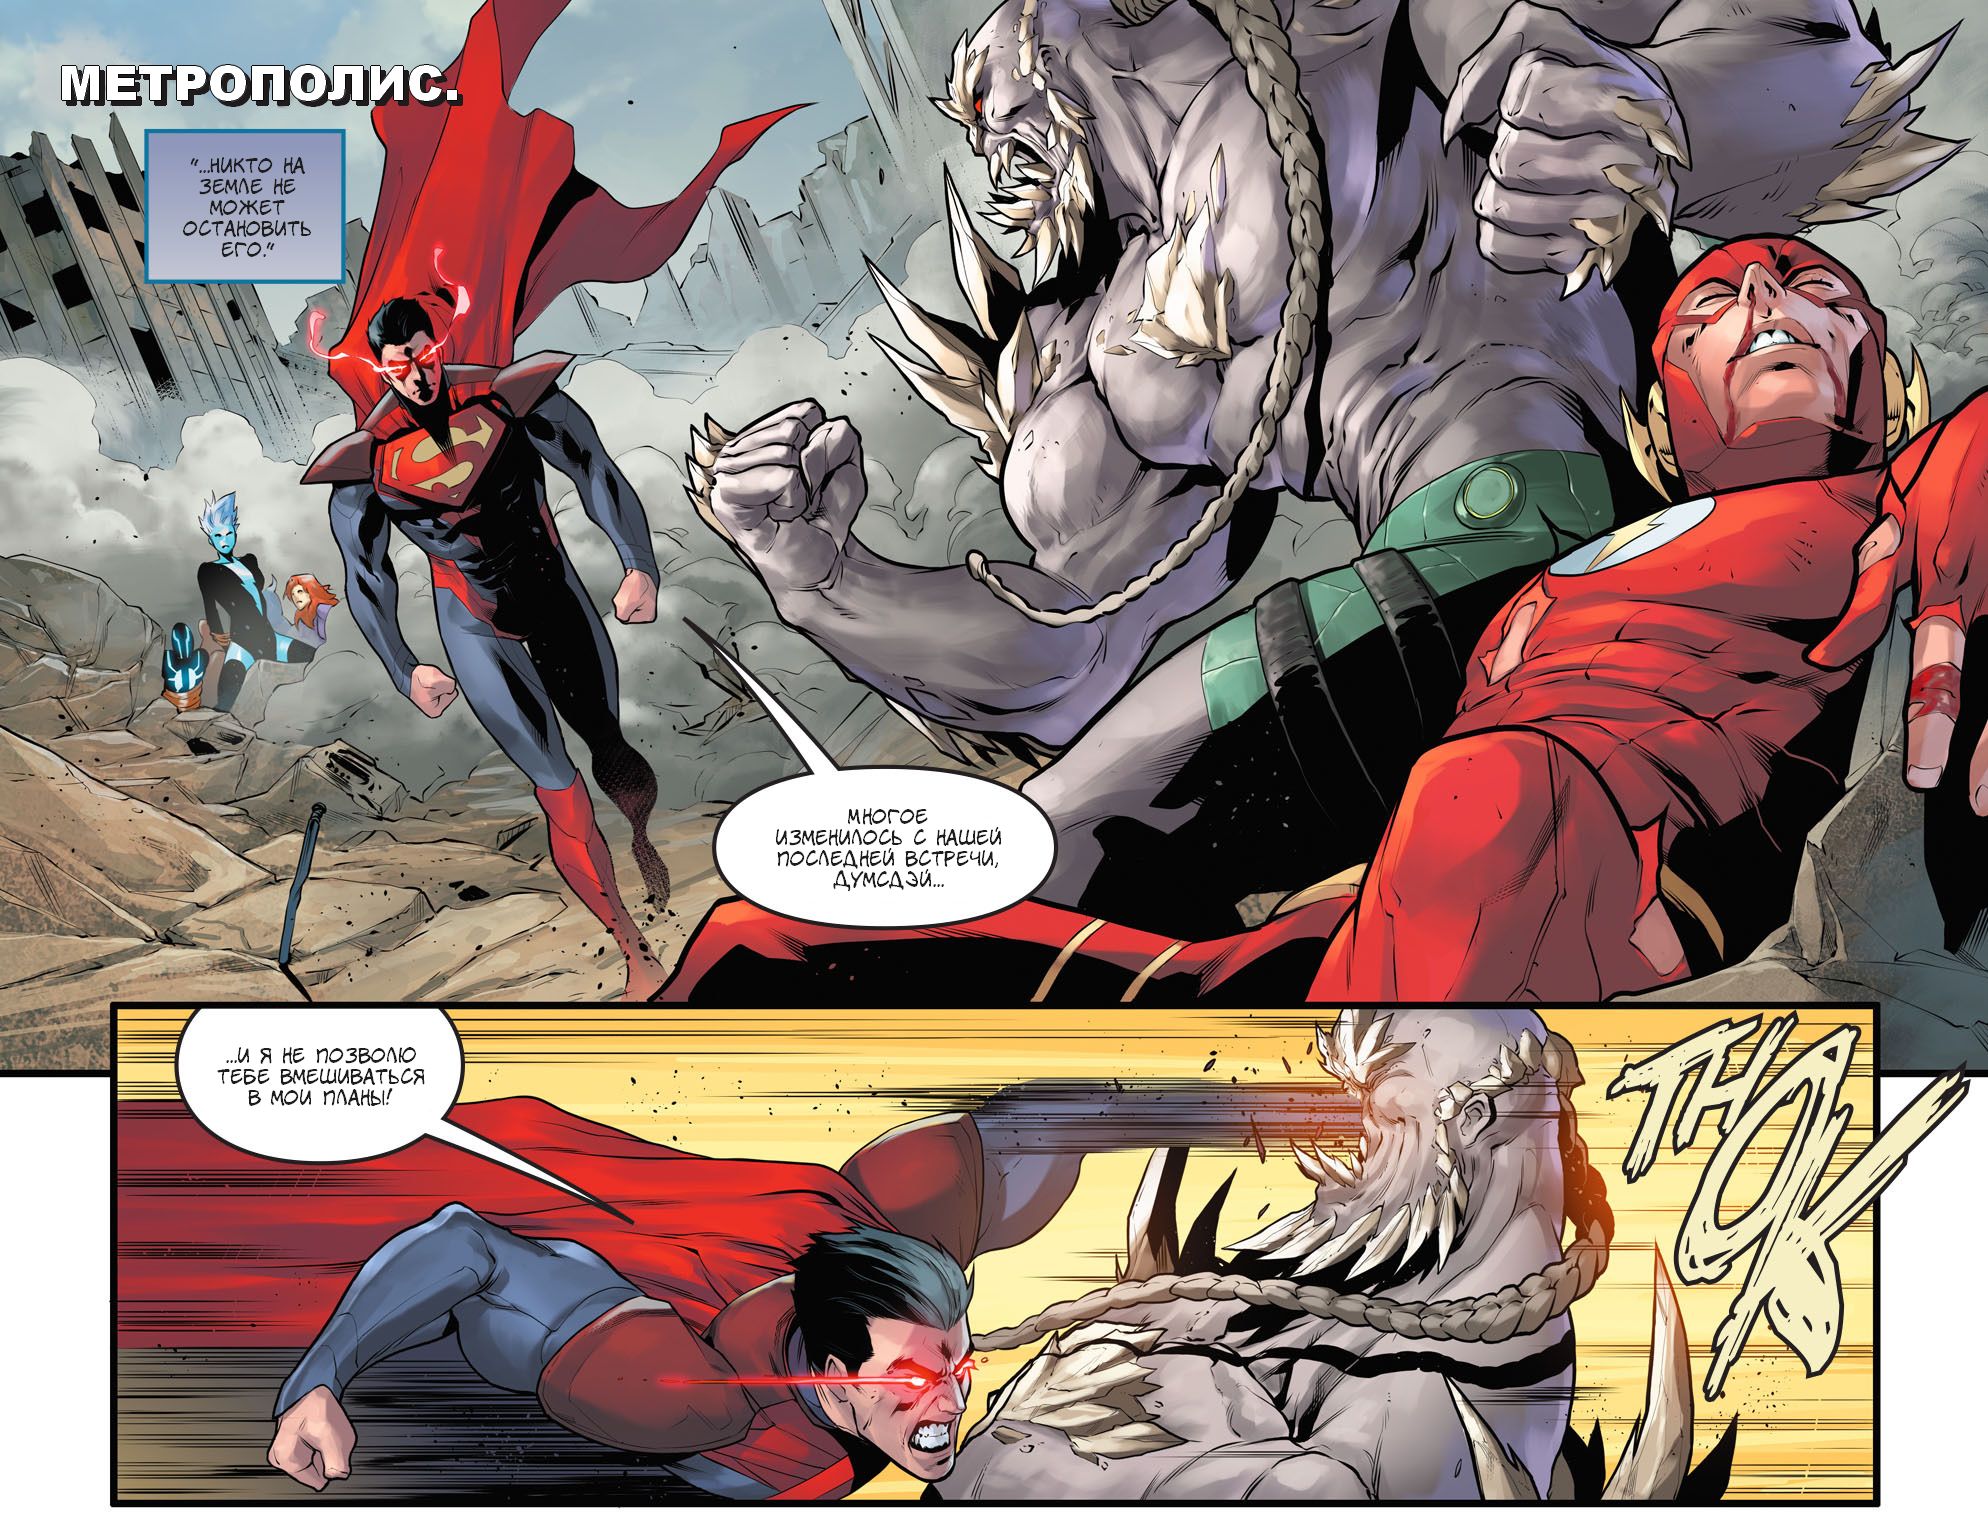 МЕТРОПОЛИС.
"...НИКТО НА
ЗЕМЛЕ НЕ
МОЖЕТ
ОСТАНОВИТЬ
ЕГО."
МНОГОЕ
ИЗМЕНИЛОСЬ С НАШЕЙ
ПОСЛЕДНЕЙ ВСТРЕЧИ,
ДУМСДЭЙ...
...И Я НЕ ПОЗВОЛЮ
ТЕБЕ ВМЕШИВАТЬСЯ
В МОИ ПЛАНЫ!
THOOK